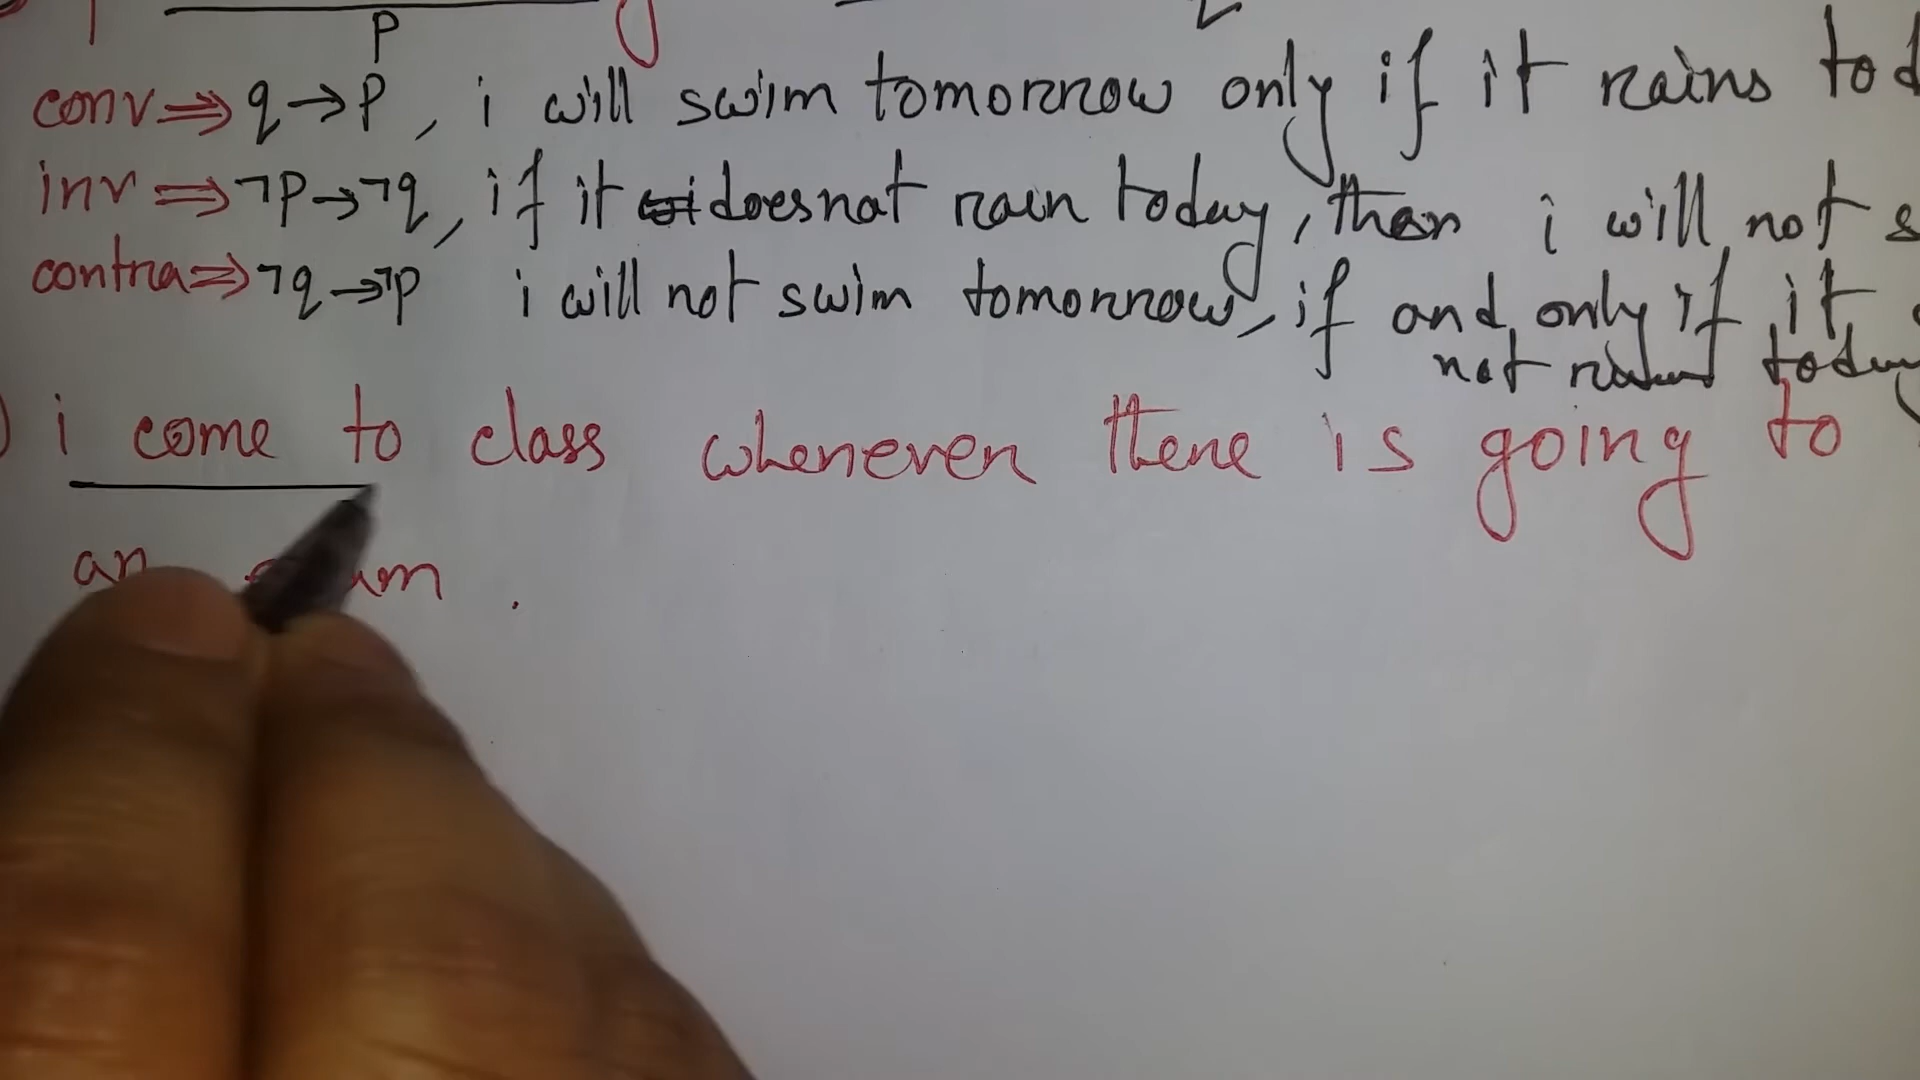 P
conv⇒ q→P, i will swim tomorrow only if it rains tod
inv ⇒ ¬P→¬q, if it doesnot rain today, then i will not s
contra⇒ ¬q→¬p i will not swim tomorrow, if and only if it
not today
) i come to class whenever there is going to
an .